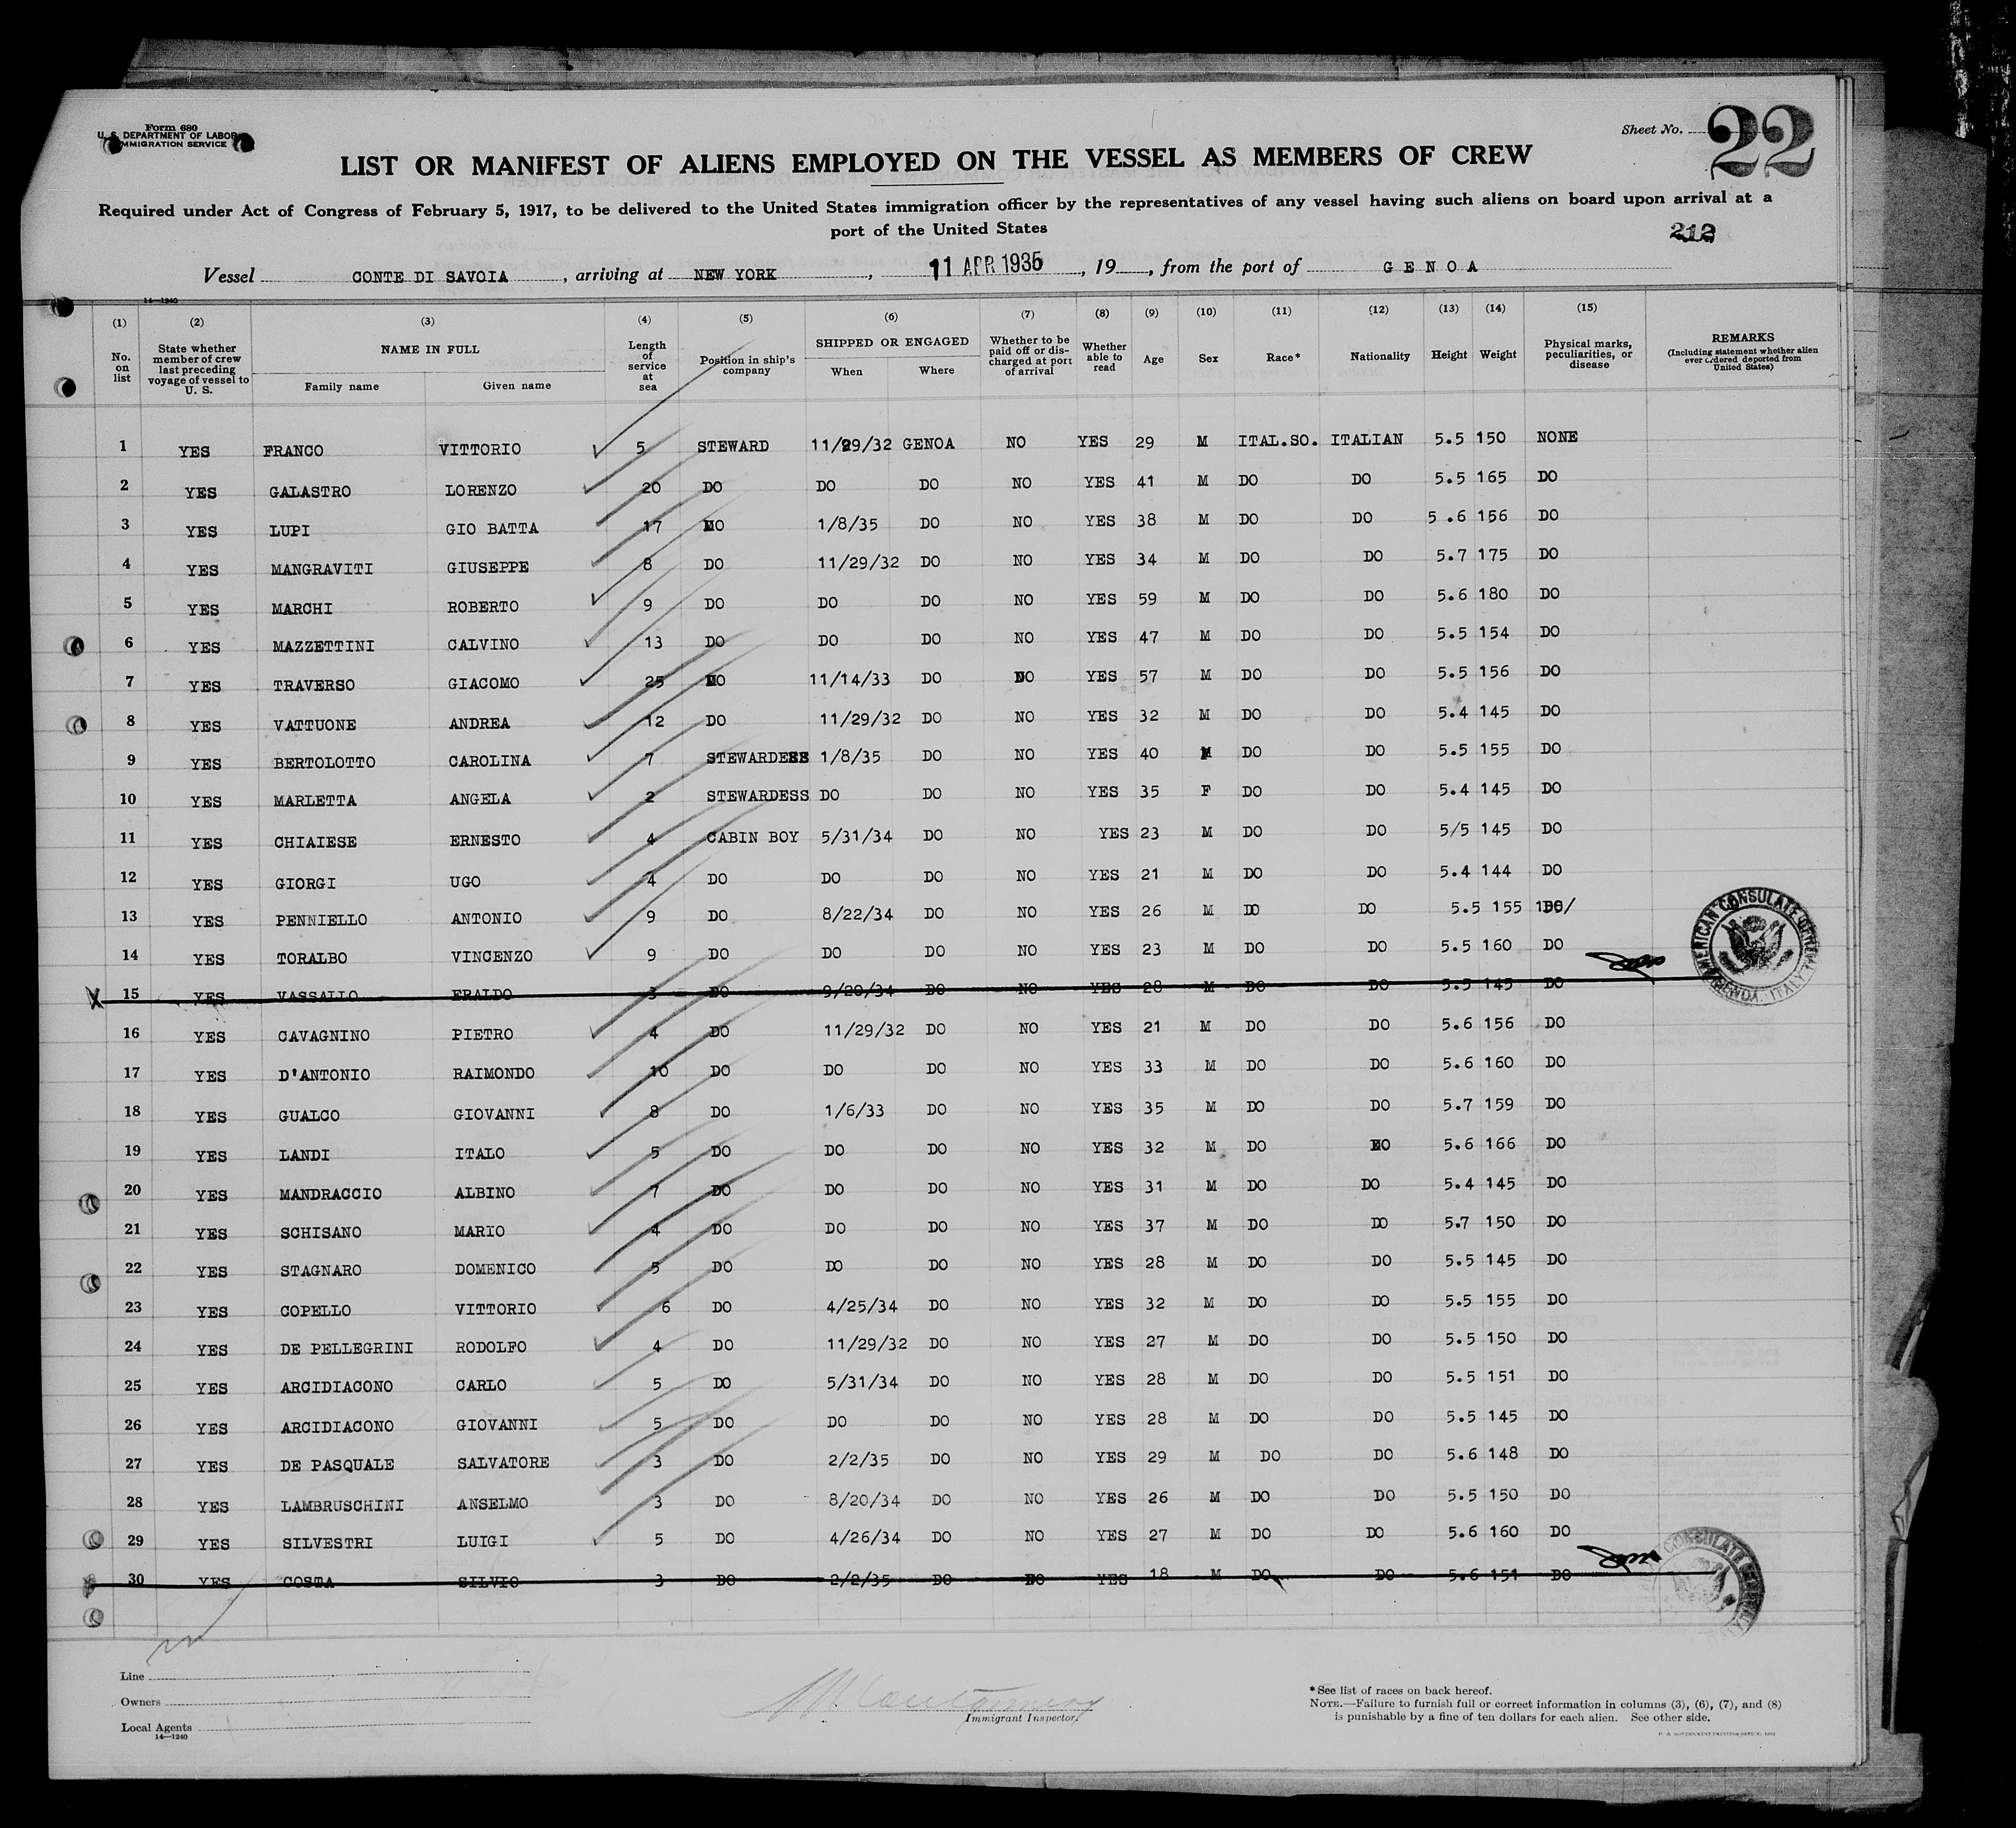 Form 680
U. S. DEPARTMENT OF LABOR
IMMIGRATION SERVICE
Sheet No. 22
LIST OR MANIFEST OF ALIENS EMPLOYED ON THE VESSEL AS MEMBERS OF CREW
Required under Act of Congress of February 5, 1917, to be delivered to the United States immigration officer by the representatives of any vessel having such aliens on board upon arrival at a
port of the United States
212
Vessel CONTE DI SAVOIA, arriving at NEW YORK, 11 APR 1935, 19, from the port of GENOA
14—1240
(1) (2) (3) (4) (5) (6) (7) (8) (9) (10) (11) (12) (13) (14) (15)
No. on list
State whether member of crew last preceding voyage of vessel to U. S.
NAME IN FULL
Family name
Given name
Length of service at sea
Position in ship's company
SHIPPED OR ENGAGED
When
Where
Whether to be paid off or discharged at port of arrival
Whether able to read
Age
Sex
Race*
Nationality
Height
Weight
Physical marks, peculiarities, or disease
REMARKS
(Including statement whether alien ever ordered deported from United States)
1 YES FRANCO VITTORIO 5 STEWARD 11/29/32 GENOA NO YES 29 M ITAL.SO. ITALIAN 5.5 150 NONE
2 YES GALASTRO LORENZO 20 DO DO DO NO YES 41 M DO DO 5.5 165 DO
3 YES LUPI GIO BATTA 17 DO 1/8/35 DO NO YES 38 M DO DO 5.6 156 DO
4 YES MANGRAVITI GIUSEPPE 8 DO 11/29/32 DO NO YES 34 M DO DO 5.7 175 DO
5 YES MARCHI ROBERTO 9 DO DO DO NO YES 59 M DO DO 5.6 180 DO
6 YES MAZZETTINI CALVINO 13 DO DO DO NO YES 47 M DO DO 5.5 154 DO
7 YES TRAVERSO GIACOMO 25 DO 11/14/33 DO NO YES 57 M DO DO 5.5 156 DO
8 YES VATTUONE ANDREA 12 DO 11/29/32 DO NO YES 32 M DO DO 5.4 145 DO
9 YES BERTOLOTTO CAROLINA 7 STEWARDESS 1/8/35 DO NO YES 40 F DO DO 5.5 155 DO
10 YES MARLETTA ANGELA 2 STEWARDESS DO DO NO YES 35 F DO DO 5.4 145 DO
11 YES CHIAIESE ERNESTO 4 CABIN BOY 5/31/34 DO NO YES 23 M DO DO 5/5 145 DO
12 YES GIORGI UGO 4 DO DO DO NO YES 21 M DO DO 5.4 144 DO
13 YES PENNIELLO ANTONIO 9 DO 8/22/34 DO NO YES 26 M DO DO 5.5 155 DO/
14 YES TORALBO VINCENZO 9 DO DO DO NO YES 23 M DO DO 5.5 160 DO
15 YES VASSALLO ERALDO 3 DO 9/20/34 DO NO YES 28 M DO DO 5.5 145 DO
16 YES CAVAGNINO PIETRO 4 DO 11/29/32 DO NO YES 21 M DO DO 5.6 156 DO
17 YES D'ANTONIO RAIMONDO 10 DO DO DO NO YES 33 M DO DO 5.6 160 DO
18 YES GUALCO GIOVANNI 8 DO 1/6/33 DO NO YES 35 M DO DO 5.7 159 DO
19 YES LANDI ITALO 5 DO DO DO NO YES 32 M DO DO 5.6 166 DO
20 YES MANDRACCIO ALBINO 7 DO DO DO NO YES 31 M DO DO 5.4 145 DO
21 YES SCHISANO MARIO 4 DO DO DO NO YES 37 M DO DO 5.7 150 DO
22 YES STAGNARO DOMENICO 5 DO DO DO NO YES 28 M DO DO 5.5 145 DO
23 YES COPELLO VITTORIO 6 DO 4/25/34 DO NO YES 32 M DO DO 5.5 155 DO
24 YES DE PELLEGRINI RODOLFO 4 DO 11/29/32 DO NO YES 27 M DO DO 5.5 150 DO
25 YES ARCIDIACONO CARLO 5 DO 5/31/34 DO NO YES 28 M DO DO 5.5 151 DO
26 YES ARCIDIACONO GIOVANNI 5 DO DO DO NO YES 28 M DO DO 5.5 145 DO
27 YES DE PASQUALE SALVATORE 3 DO 2/2/35 DO NO YES 29 M DO DO 5.6 148 DO
28 YES LAMBRUSCHINI ANSELMO 3 DO 8/20/34 DO NO YES 26 M DO DO 5.5 150 DO
29 YES SILVESTRI LUIGI 5 DO 4/26/34 DO NO YES 27 M DO DO 5.6 160 DO
30 YES COSTA SILVIO 3 DO 2/2/35 DO NO YES 18 M DO DO 5.6 151 DO
AMERICAN CONSULATE GENERAL GENOA, ITALY
CONSULATE GENERAL
Line
Owners
Local Agents
14—1240
Immigrant Inspector.
*See list of races on back hereof.
NOTE.—Failure to furnish full or correct information in columns (3), (6), (7), and (8)
is punishable by a fine of ten dollars for each alien. See other side.